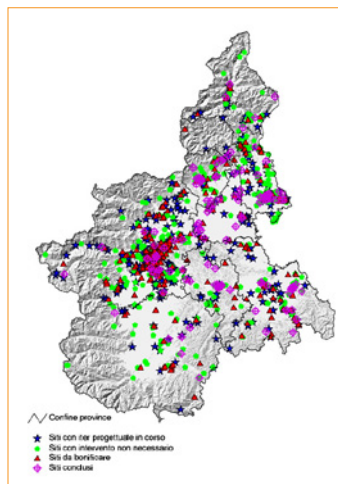 Confine province
Siti con iter progettuale in corso
Siti con intervento non necessario
Siti da bonificare
Siti conclusi